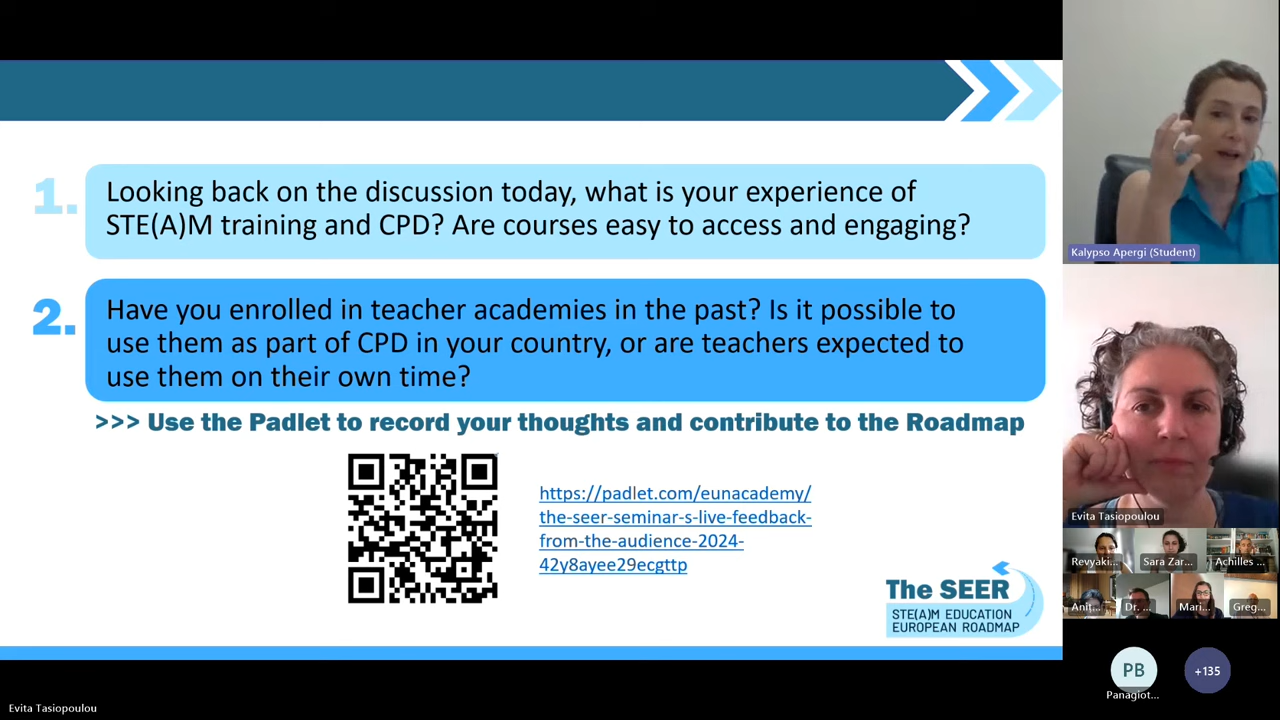 1.
Looking back on the discussion today, what is your experience of
STE(A)M training and CPD? Are courses easy to access and engaging?
2.
Have you enrolled in teacher academies in the past? Is it possible to
use them as part of CPD in your country, or are teachers expected to
use them on their own time?
>>> Use the Padlet to record your thoughts and contribute to the Roadmap
https://padlet.com/eunacademy/
the-seer-seminar-s-live-feedback-
from-the-audience-2024-
42y8ayee29ecgttp
The SEER
STE(A)M EDUCATION
EUROPEAN ROADMAP
Kalypso Apergi (Student)
Evita Tasiopoulou
Revyaki...
Sara Zar...
Achilles ...
Anit...
Dr. ...
Mari...
Greg...
PB
Panagiot...
+135
Evita Tasiopoulou